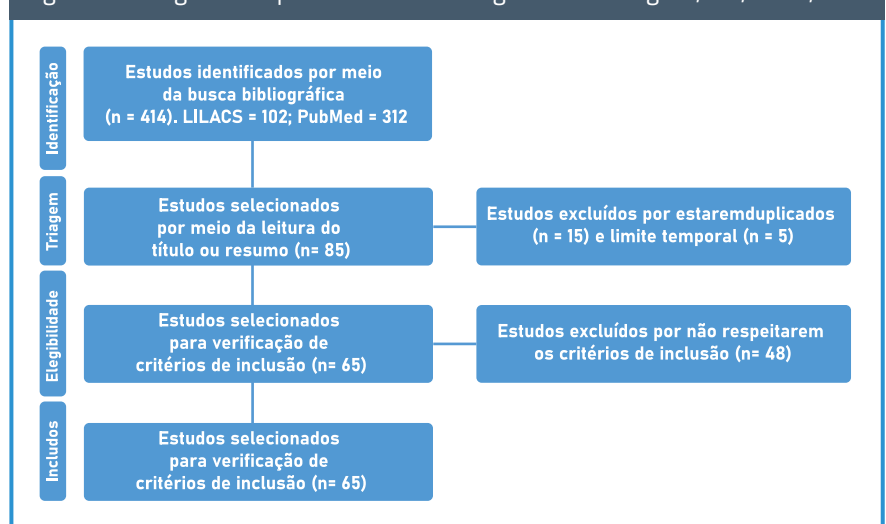 Identificação
Estudos identificados por meio
da busca bibliográfica
(n = 414). LILACS = 102; PubMed = 312
Triagem
Estudos selecionados
por meio da leitura do
título ou resumo (n= 85)
Estudos excluídos por estaremduplicados
(n = 15) e limite temporal (n = 5)
Elegibilidade
Estudos selecionados
para verificação de
critérios de inclusão (n= 65)
Estudos excluídos por não respeitarem
os critérios de inclusão (n= 48)
Includos
Estudos selecionados
para verificação de
critérios de inclusão (n= 65)